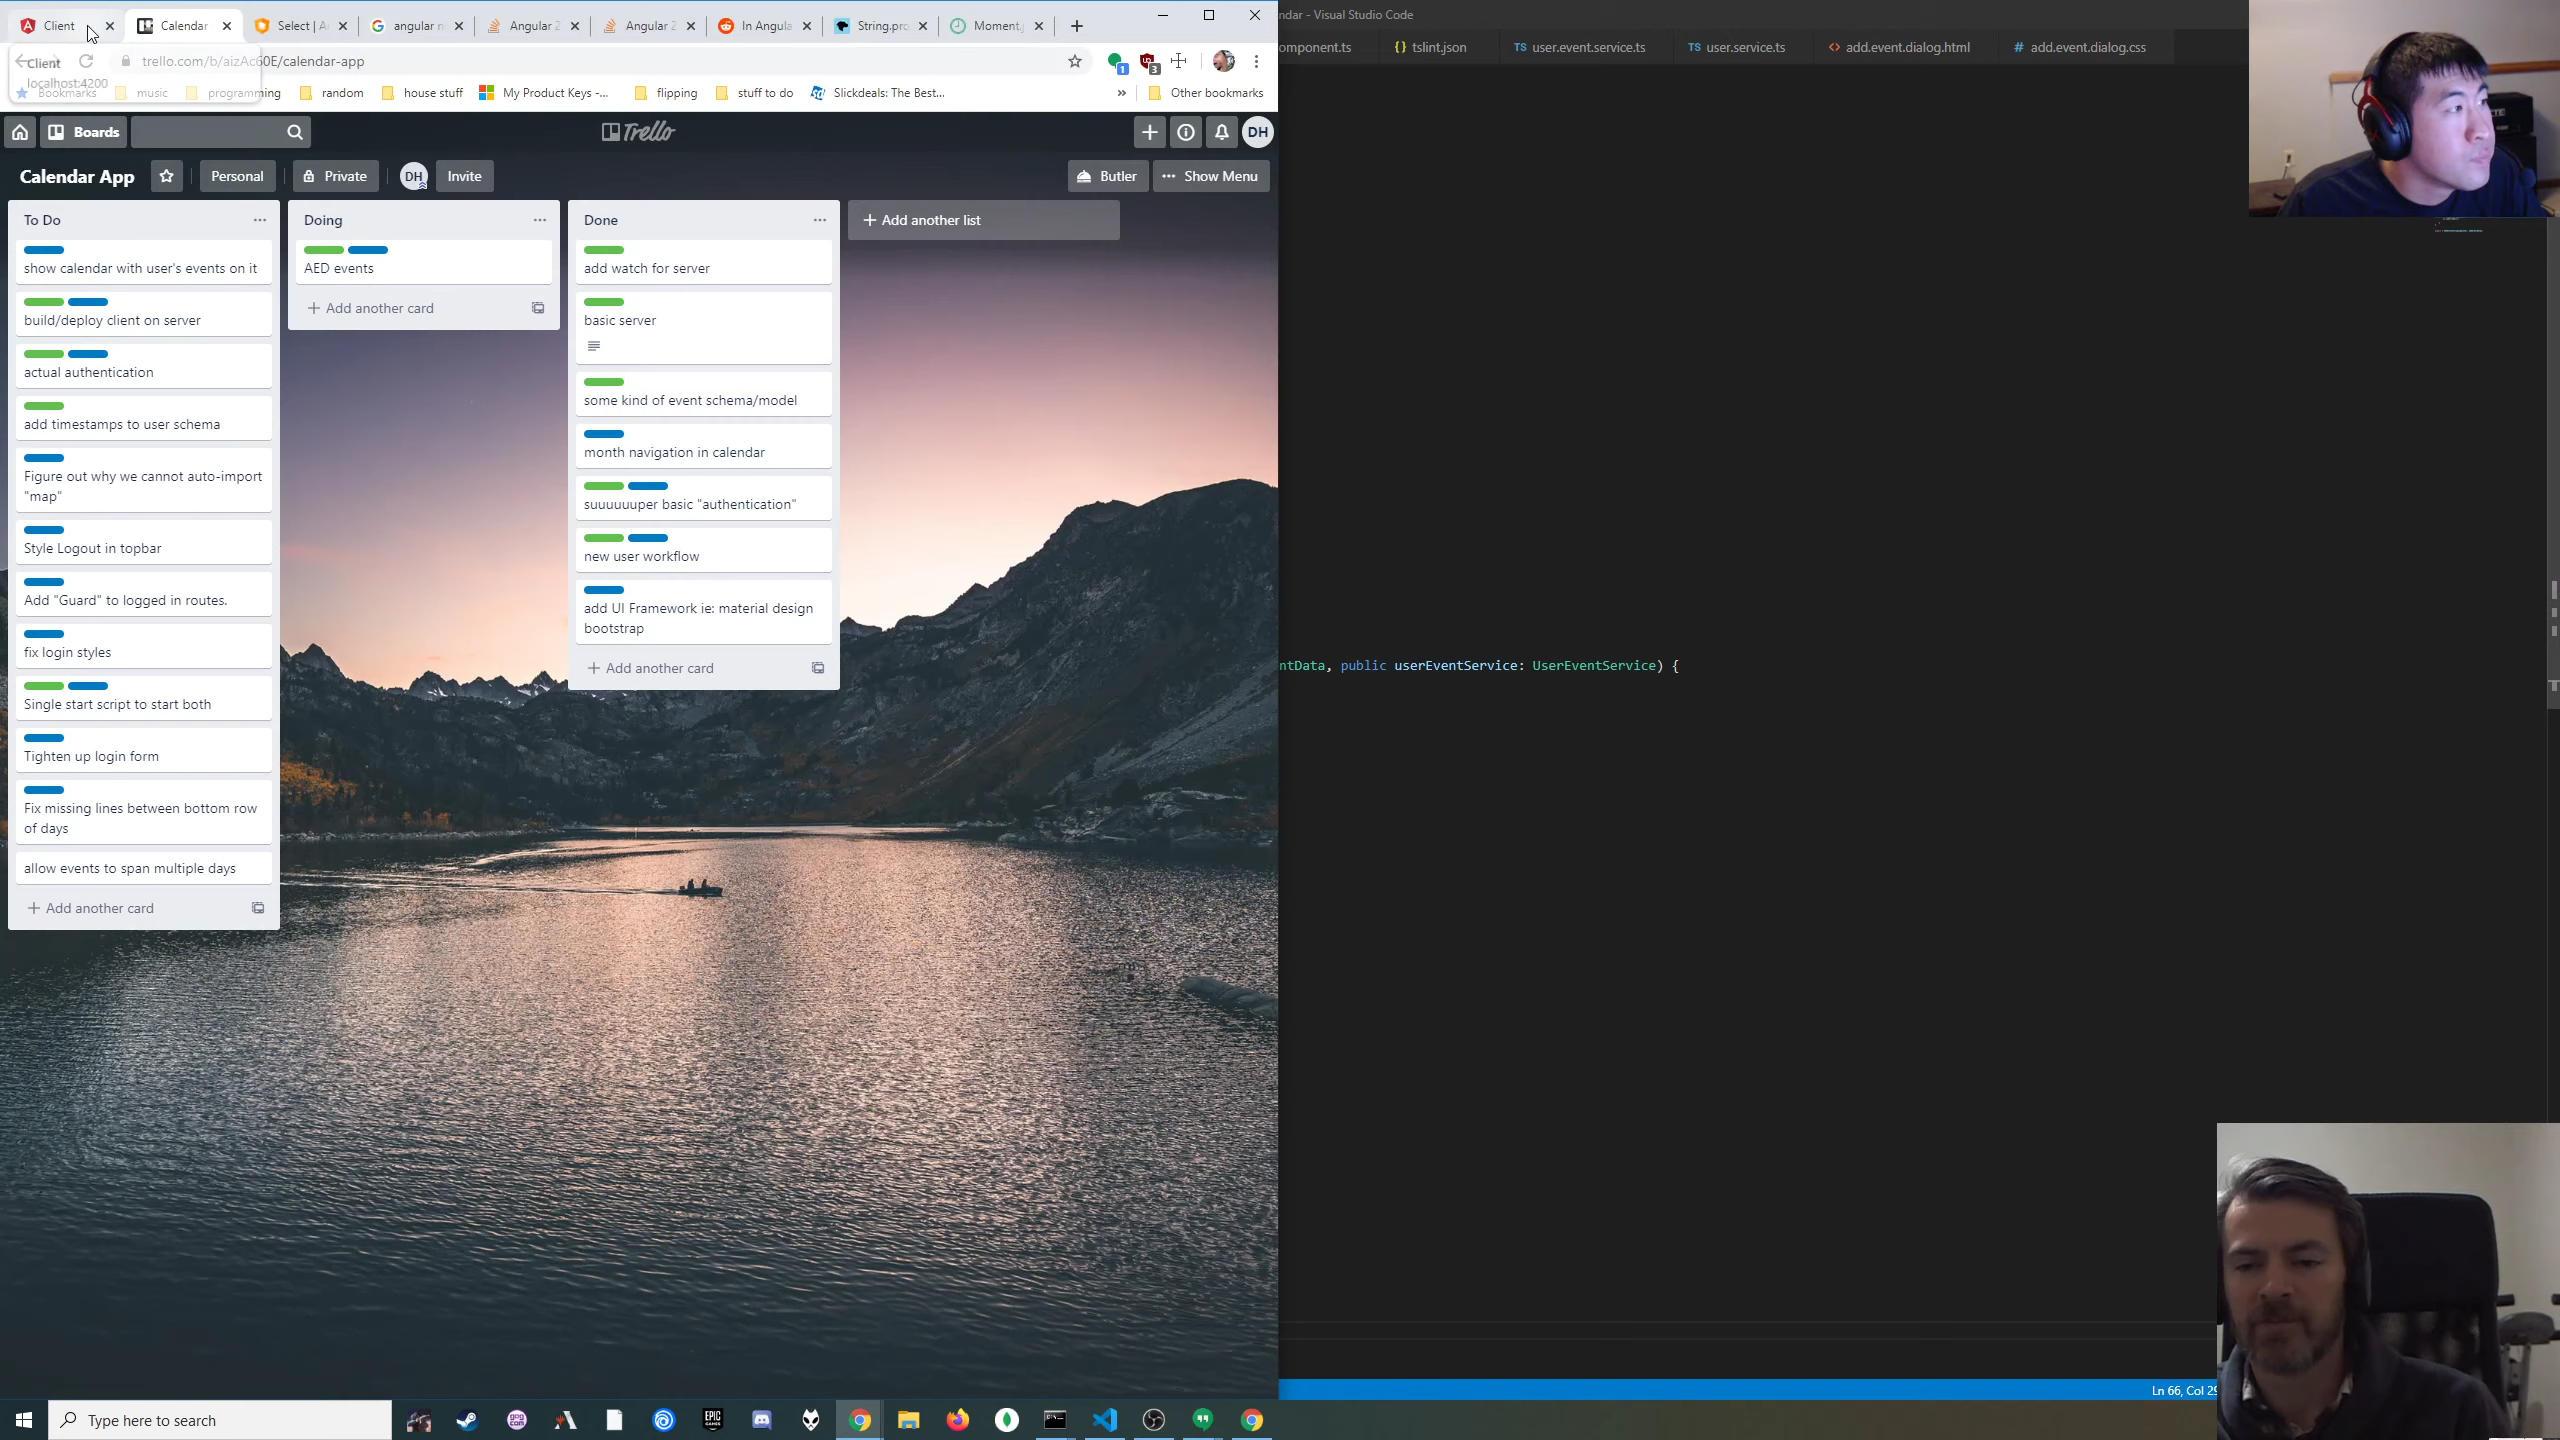 Client
Calendar
Select | A
angular n
Angular 2
Angular 2
In Angula
String.pro
Moment.j
ndar - Visual Studio Code
omponent.ts
tslint.json
TS user.event.service.ts
TS user.service.ts
add.event.dialog.html
# add.event.dialog.css
trello.com/b/aizAc60E/calendar-app
1
3
Client
localhost:4200
Bookmarks
music
programming
random
house stuff
My Product Keys -...
flipping
stuff to do
Slickdeals: The Best...
Other bookmarks
Boards
Trello
DH
Calendar App
Personal
Private
DH
Invite
Butler
Show Menu
To Do
show calendar with user's events on it
build/deploy client on server
actual authentication
add timestamps to user schema
Figure out why we cannot auto-import
"map"
Style Logout in topbar
Add "Guard" to logged in routes.
fix login styles
Single start script to start both
Tighten up login form
Fix missing lines between bottom row
of days
allow events to span multiple days
+ Add another card
Doing
AED events
+ Add another card
Done
add watch for server
basic server
some kind of event schema/model
month navigation in calendar
suuuuuuper basic "authentication"
new user workflow
add UI Framework ie: material design
bootstrap
+ Add another card
+ Add another list
ntData, public userEventService: UserEventService) {
Ln 66, Col 29
Type here to search
GOG COM
EPIC GAMES